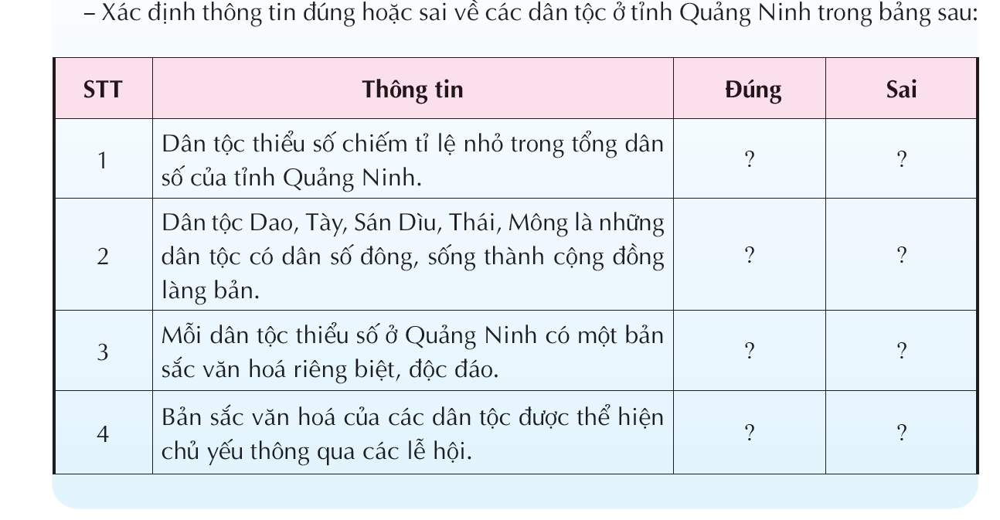 – Xác định thông tin đúng hoặc sai về các dân tộc ở tỉnh Quảng Ninh trong bảng sau:
STT Thông tin Đúng Sai
1 Dân tộc thiểu số chiếm tỉ lệ nhỏ trong tổng dân ? ?
số của tỉnh Quảng Ninh.
2 Dân tộc Dao, Tày, Sán Dìu, Thái, Mông là những ? ?
dân tộc có dân số đông, sống thành cộng đồng
làng bản.
3 Mỗi dân tộc thiểu số ở Quảng Ninh có một bản ? ?
sắc văn hoá riêng biệt, độc đáo.
4 Bản sắc văn hoá của các dân tộc được thể hiện ? ?
chủ yếu thông qua các lễ hội.